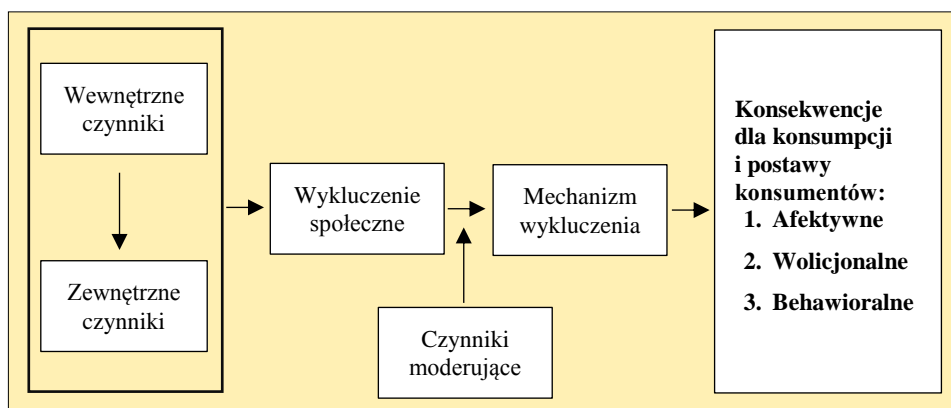 Wewnętrzne
czynniki
Zewnętrzne
czynniki
Wykluczenie
społeczne
Czynniki
moderujące
Mechanizm
wykluczenia
Konsekwencje
dla konsumpcji
i postawy
konsumentów:
1. Afektywne
2. Wolicjonalne
3. Behawioralne